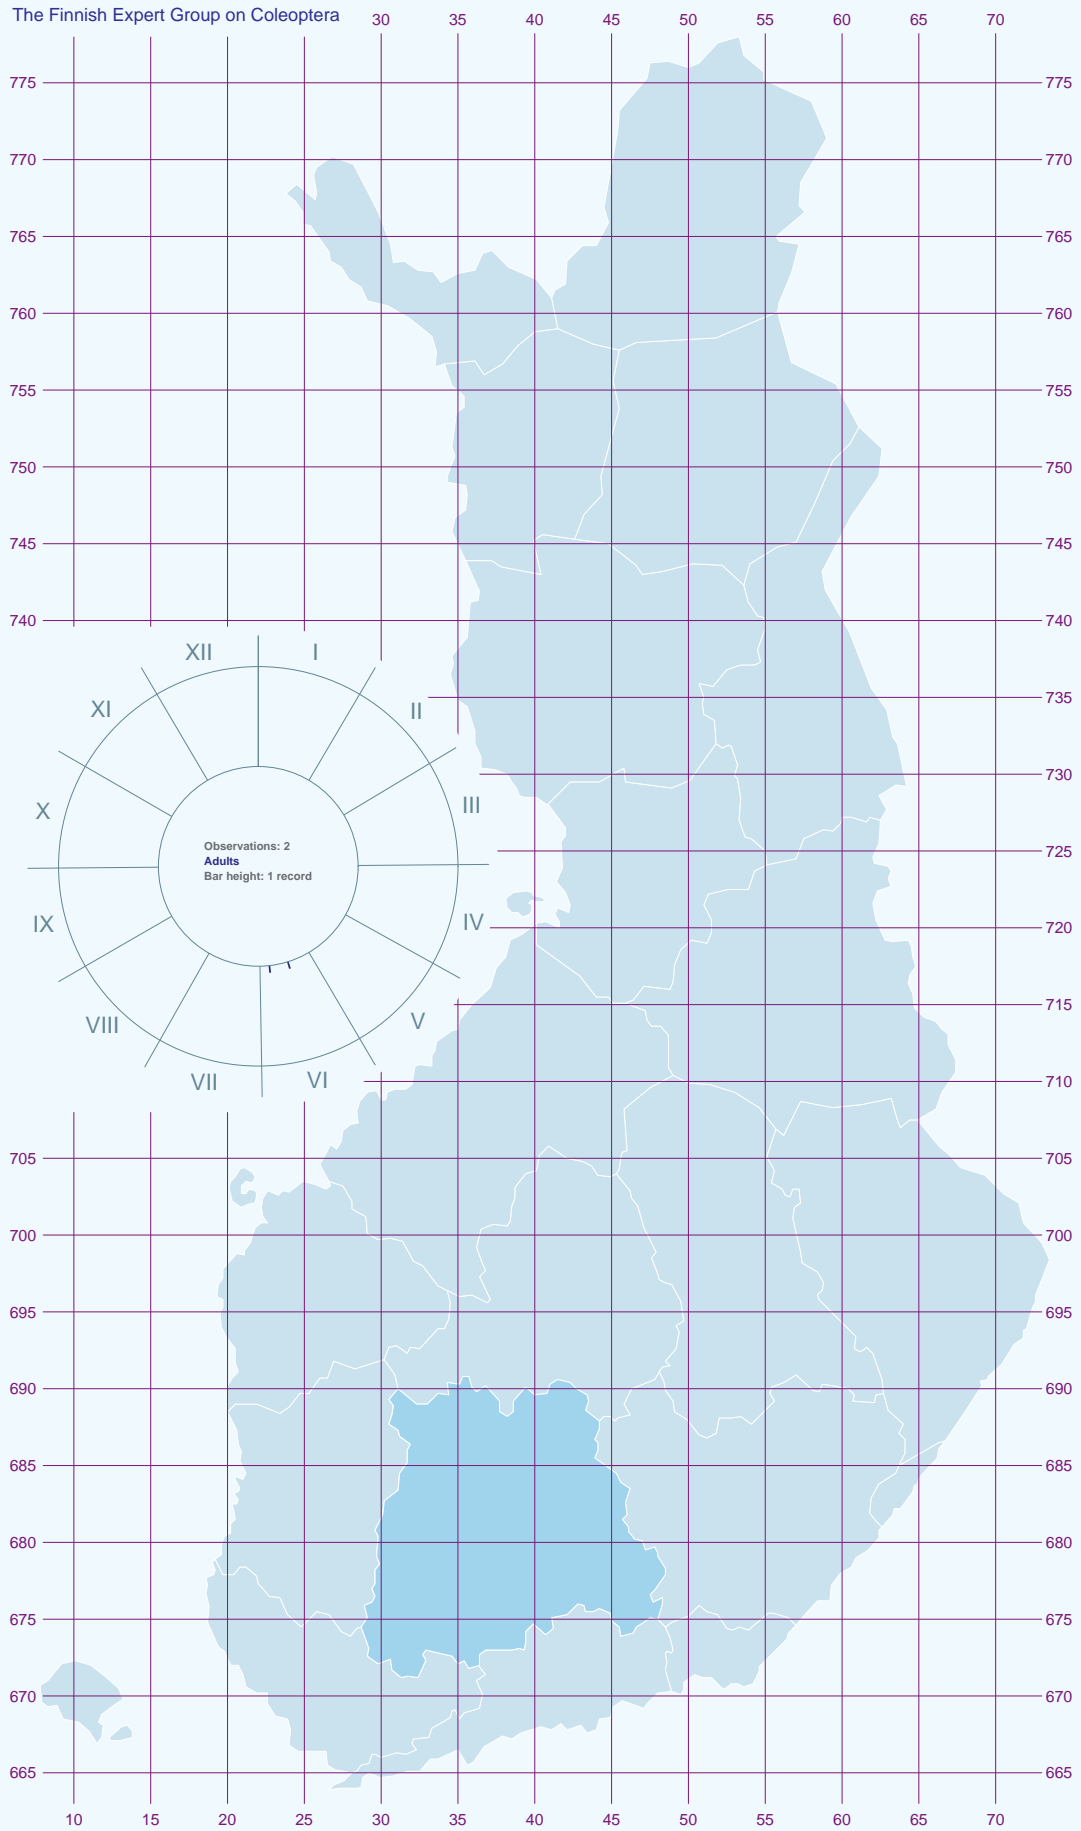 The Finnish Expert Group on Coleoptera 30 35 40 45 50 55 60 65 70
775 775
770 770
765 765
760 760
755 755
750 750
745 745
740 740
XII I
XI II
735
730
X III
Observations: 2
Adults
Bar height: 1 record
725
IX IV
720
715
VIII V
VII VI
710
705 705
700 700
695 695
690 690
685 685
680 680
675 675
670 670
665 665
10 15 20 25 30 35 40 45 50 55 60 65 70